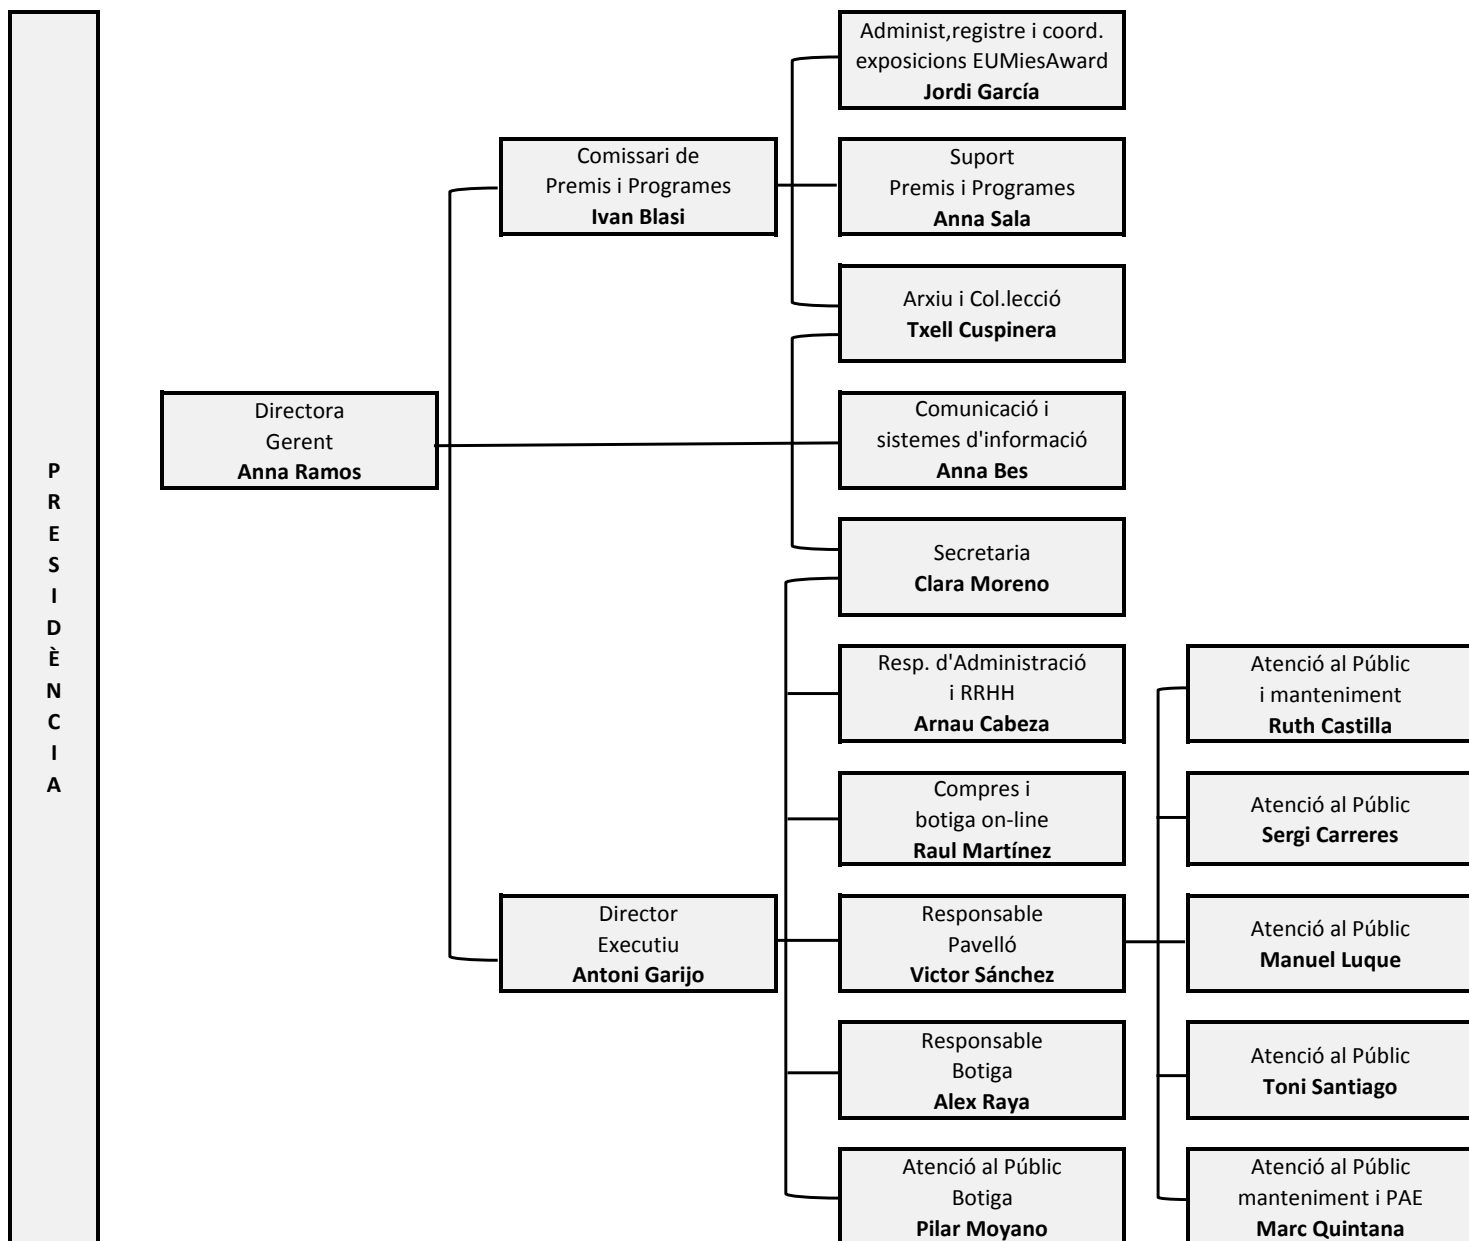 P
R
E
S
I
D
È
N
C
I
A
Directora
Gerent
Anna Ramos
Comissari de
Premis i Programes
Ivan Blasi
Director
Executiu
Antoni Garijo
Administ,registre i coord.
exposicions EUMiesAward
Jordi García
Suport
Premis i Programes
Anna Sala
Arxiu i Col.lecció
Txell Cuspinera
Comunicació i
sistemes d'informació
Anna Bes
Secretaria
Clara Moreno
Resp. d'Administració
i RRHH
Arnau Cabeza
Compres i
botiga on-line
Raul Martínez
Responsable
Pavelló
Victor Sánchez
Responsable
Botiga
Alex Raya
Atenció al Públic
Botiga
Pilar Moyano
Atenció al Públic
i manteniment
Ruth Castilla
Atenció al Públic
Sergi Carreres
Atenció al Públic
Manuel Luque
Atenció al Públic
Toni Santiago
Atenció al Públic
manteniment i PAE
Marc Quintana